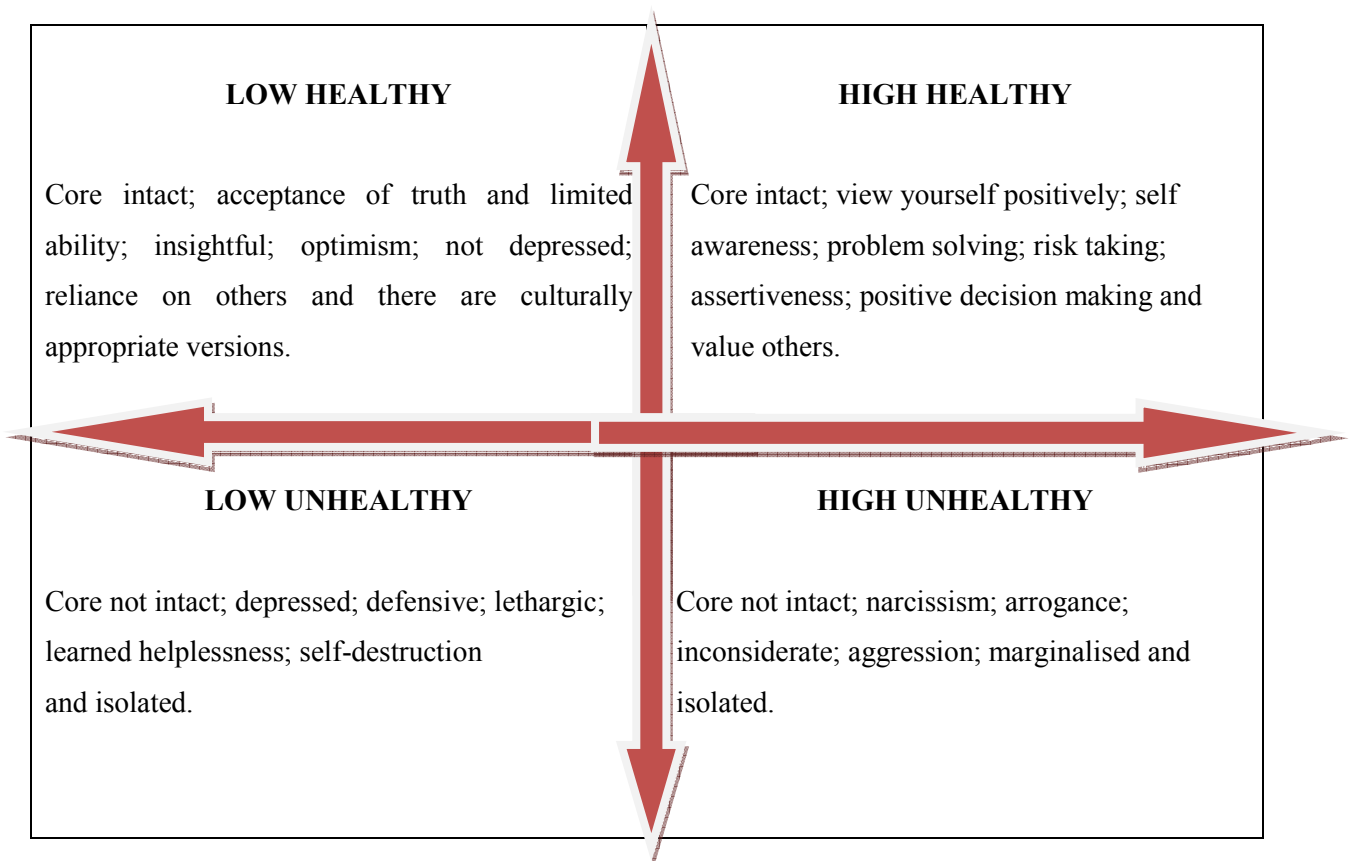 LOW HEALTHY
Core intact; acceptance of truth and limited
ability; insightful; optimism; not depressed;
reliance on others and there are culturally
appropriate versions.
HIGH HEALTHY
Core intact; view yourself positively; self
awareness; problem solving; risk taking;
assertiveness; positive decision making and
value others.
LOW UNHEALTHY
Core not intact; depressed; defensive; lethargic;
learned helplessness; self-destruction
and isolated.
HIGH UNHEALTHY
Core not intact; narcissism; arrogance;
inconsiderate; aggression; marginalised and
isolated.